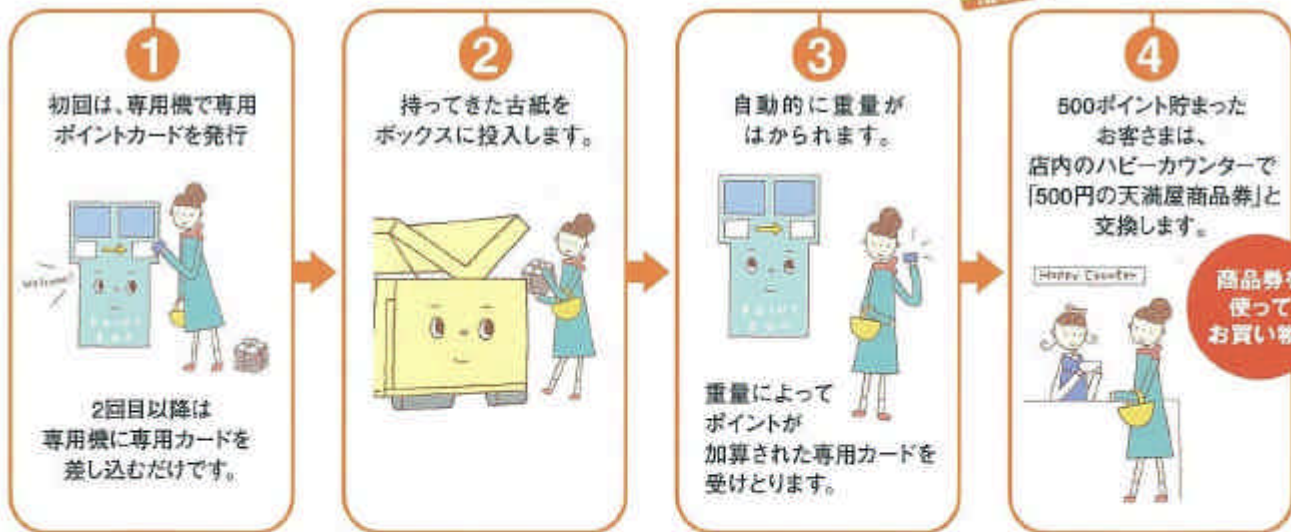 1
初回は、専用機で専用
ポイントカードを発行
Welcome!
2回目以降は
専用機に専用カードを
差し込むだけです。
2
持ってきた古紙を
ボックスに投入します。
3
自動的に重量が
はかられます。
重量によって
ポイントが
加算された専用カードを
受けとります。
4
500ポイント貯まった
お客さまは、
店内のハピーカウンターで
「500円の天満屋商品券」と
交換します。
Happy Counter
商品券を
使って
お買い物